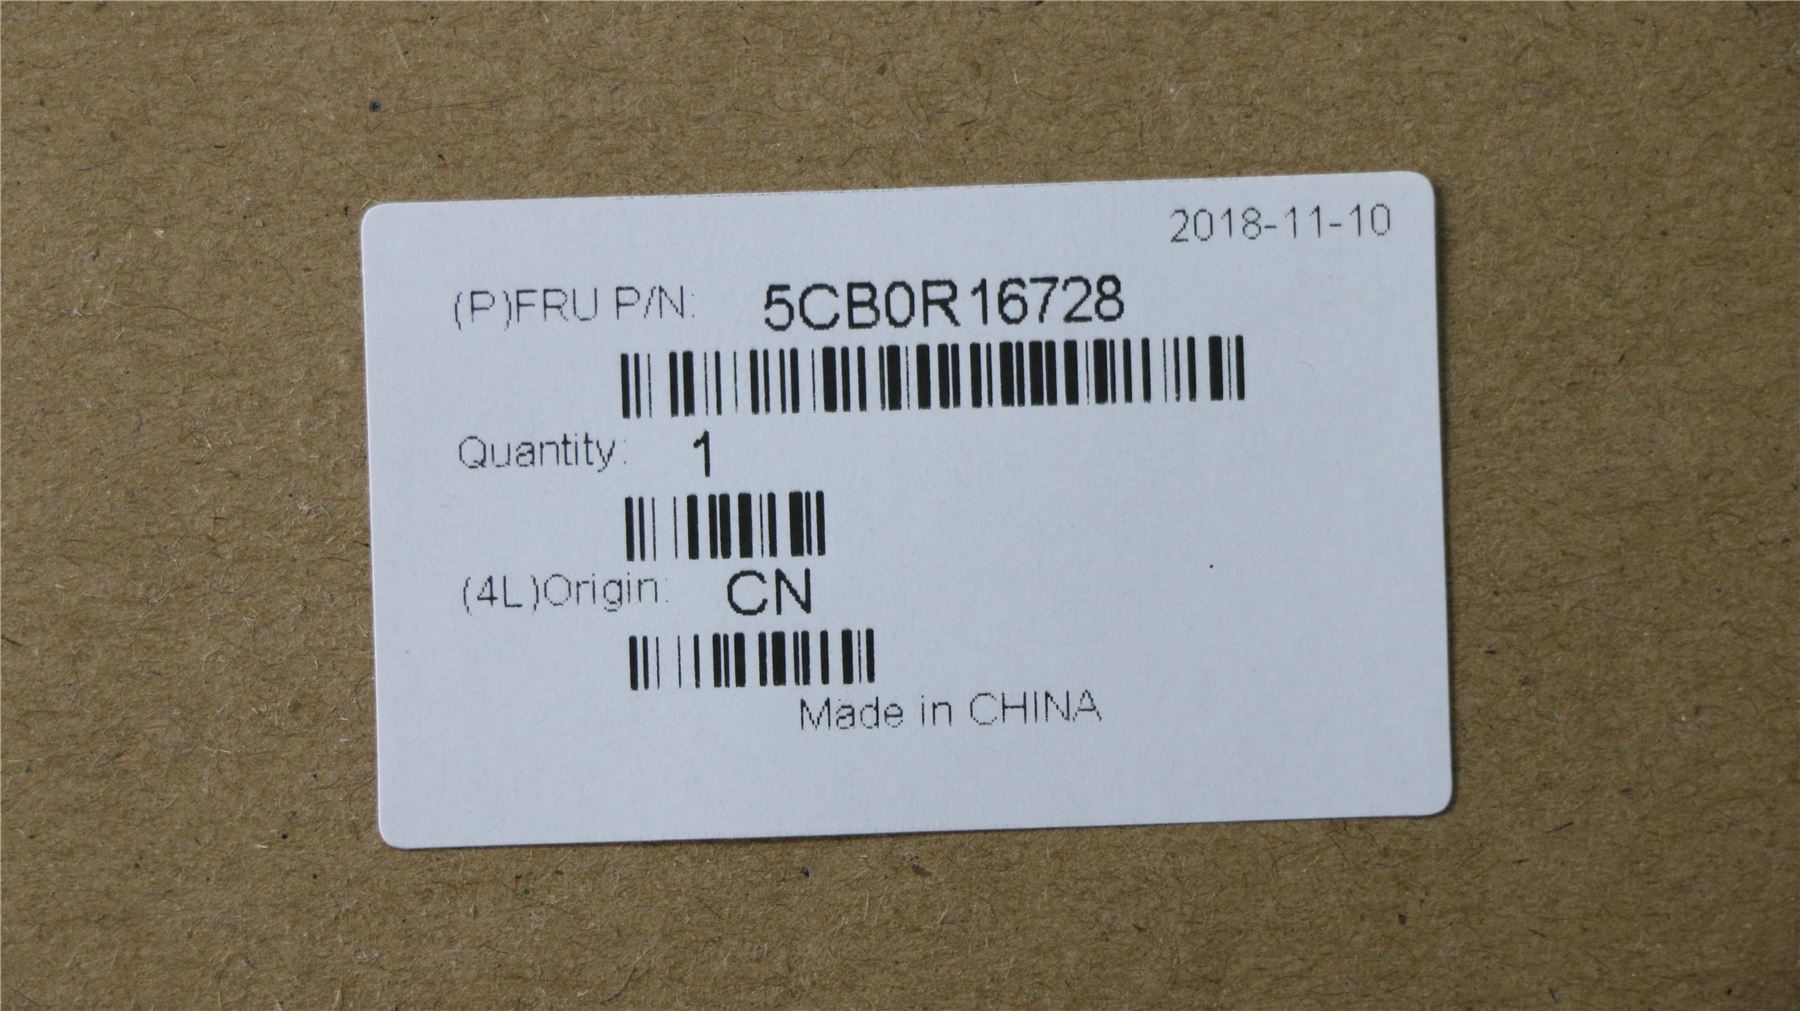 2018-11-10
(P)FRU P/N: 5CB0R16728
Quantity: 1
(4L)Origin: CN
Made in CHINA